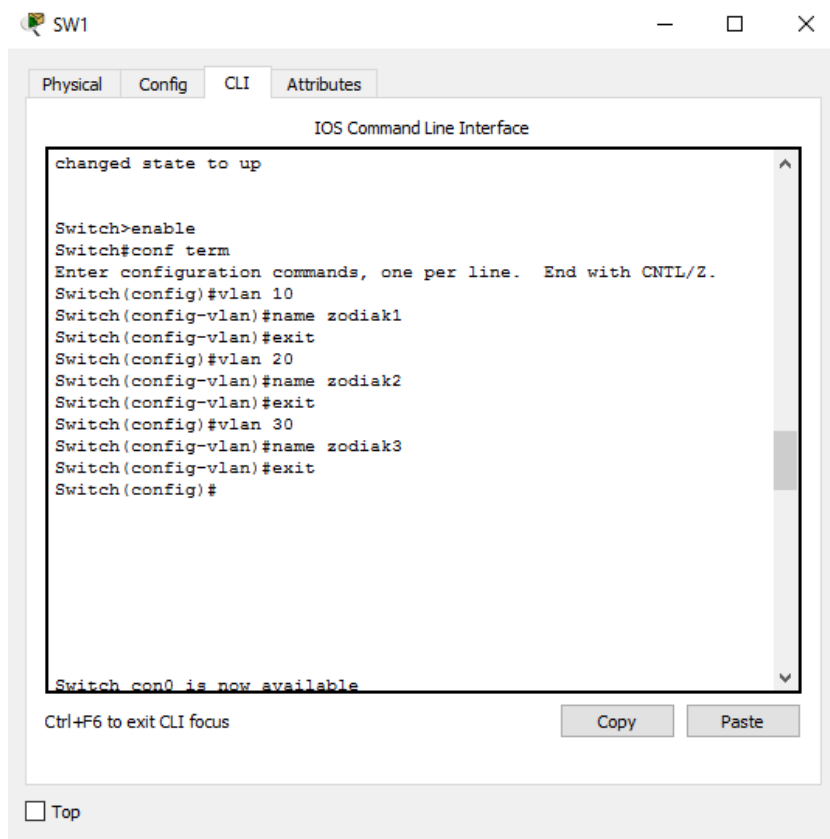 SW1
Physical Config CLI Attributes
IOS Command Line Interface
changed state to up
Switch>enable
Switch#conf term
Enter configuration commands, one per line.  End with CNTL/Z.
Switch(config)#vlan 10
Switch(config-vlan)#name zodiak1
Switch(config-vlan)#exit
Switch(config)#vlan 20
Switch(config-vlan)#name zodiak2
Switch(config-vlan)#exit
Switch(config)#vlan 30
Switch(config-vlan)#name zodiak3
Switch(config-vlan)#exit
Switch(config)#
Switch con0 is now available
Ctrl+F6 to exit CLI focus
Copy Paste
Top